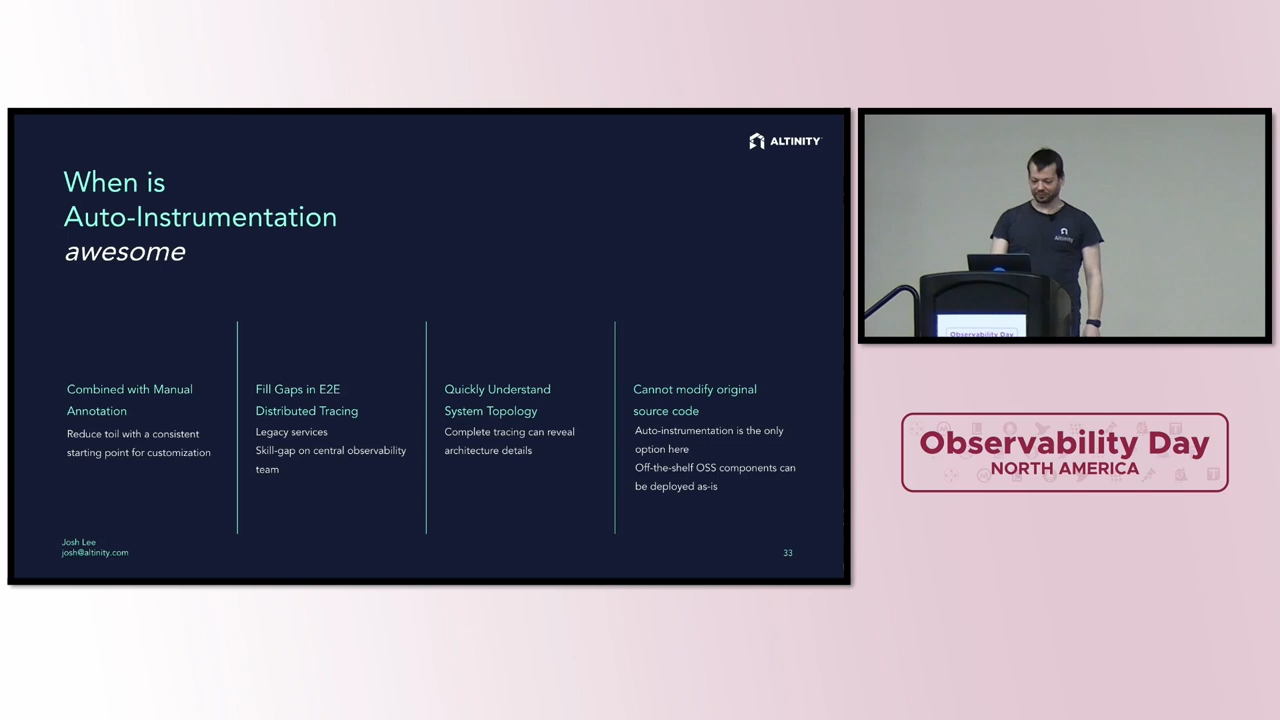 ALTINITY
When is
Auto-Instrumentation
awesome
Combined with Manual
Annotation
Reduce toil with a consistent
starting point for customization
Fill Gaps in E2E
Distributed Tracing
Legacy services
Skill-gap on central observability
team
Quickly Understand
System Topology
Complete tracing can reveal
architecture details
Cannot modify original
source code
Auto-instrumentation is the only
option here
Off-the-shelf OSS components can
be deployed as-is
Josh Lee
josh@altinity.com
33
Altinity
Observability Day
Observability Day
NORTH AMERICA